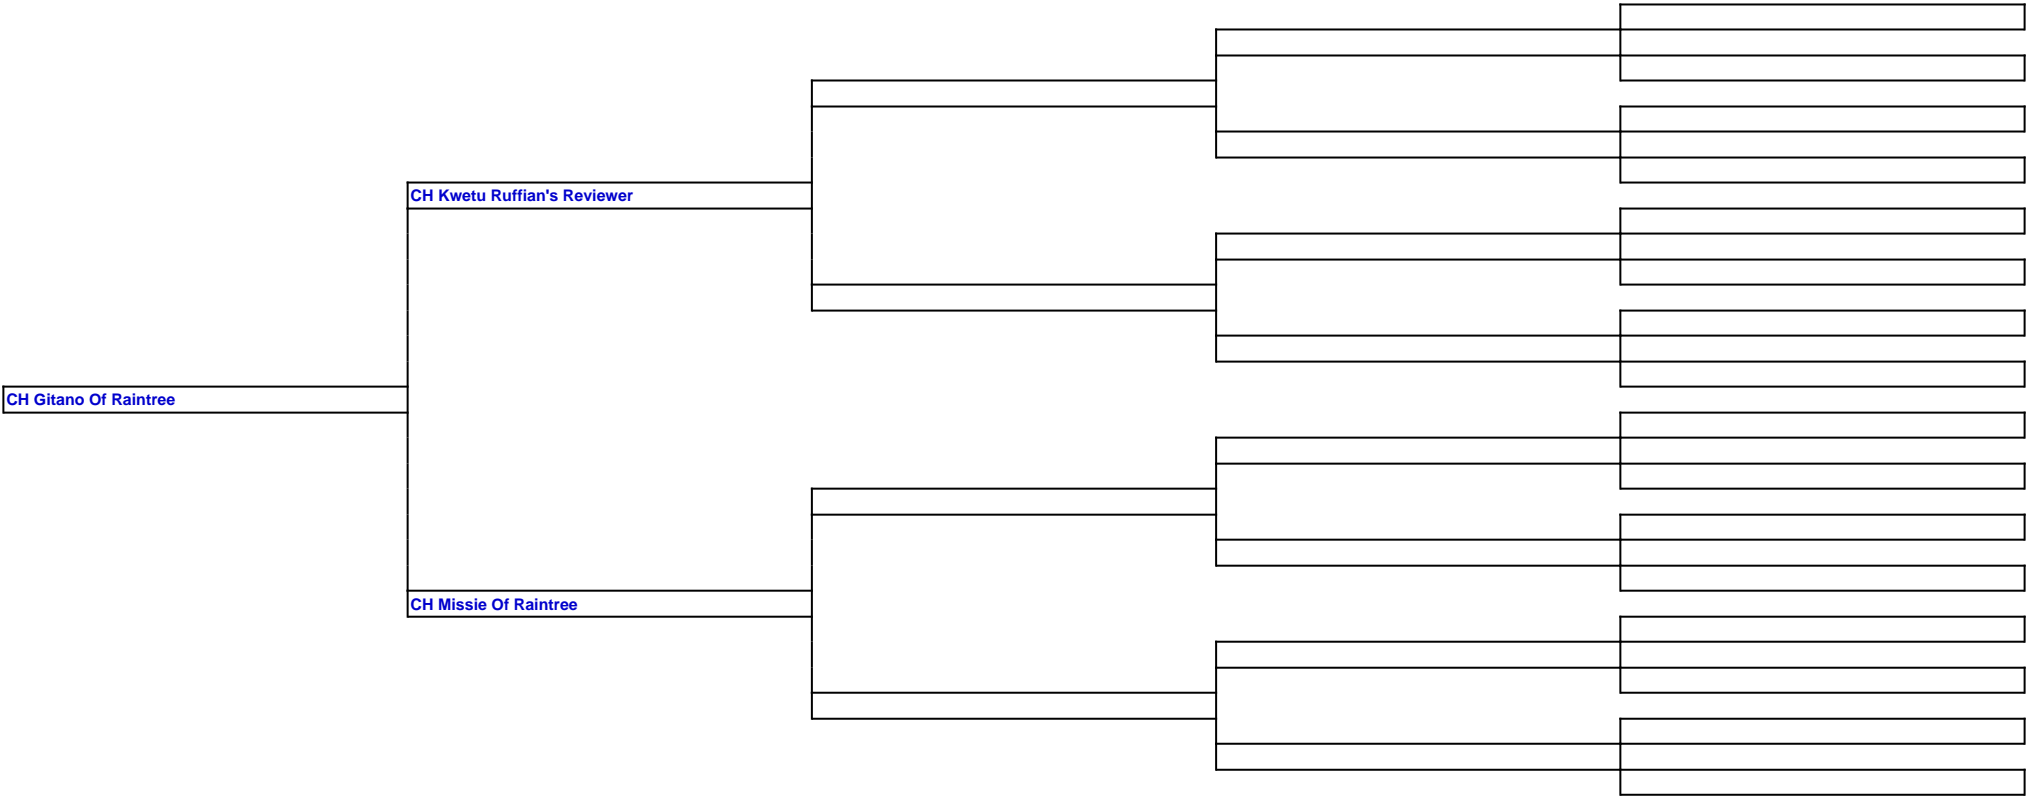 CH Kwetu Ruffian's Reviewer
CH Gitano Of Raintree
CH Missie Of Raintree